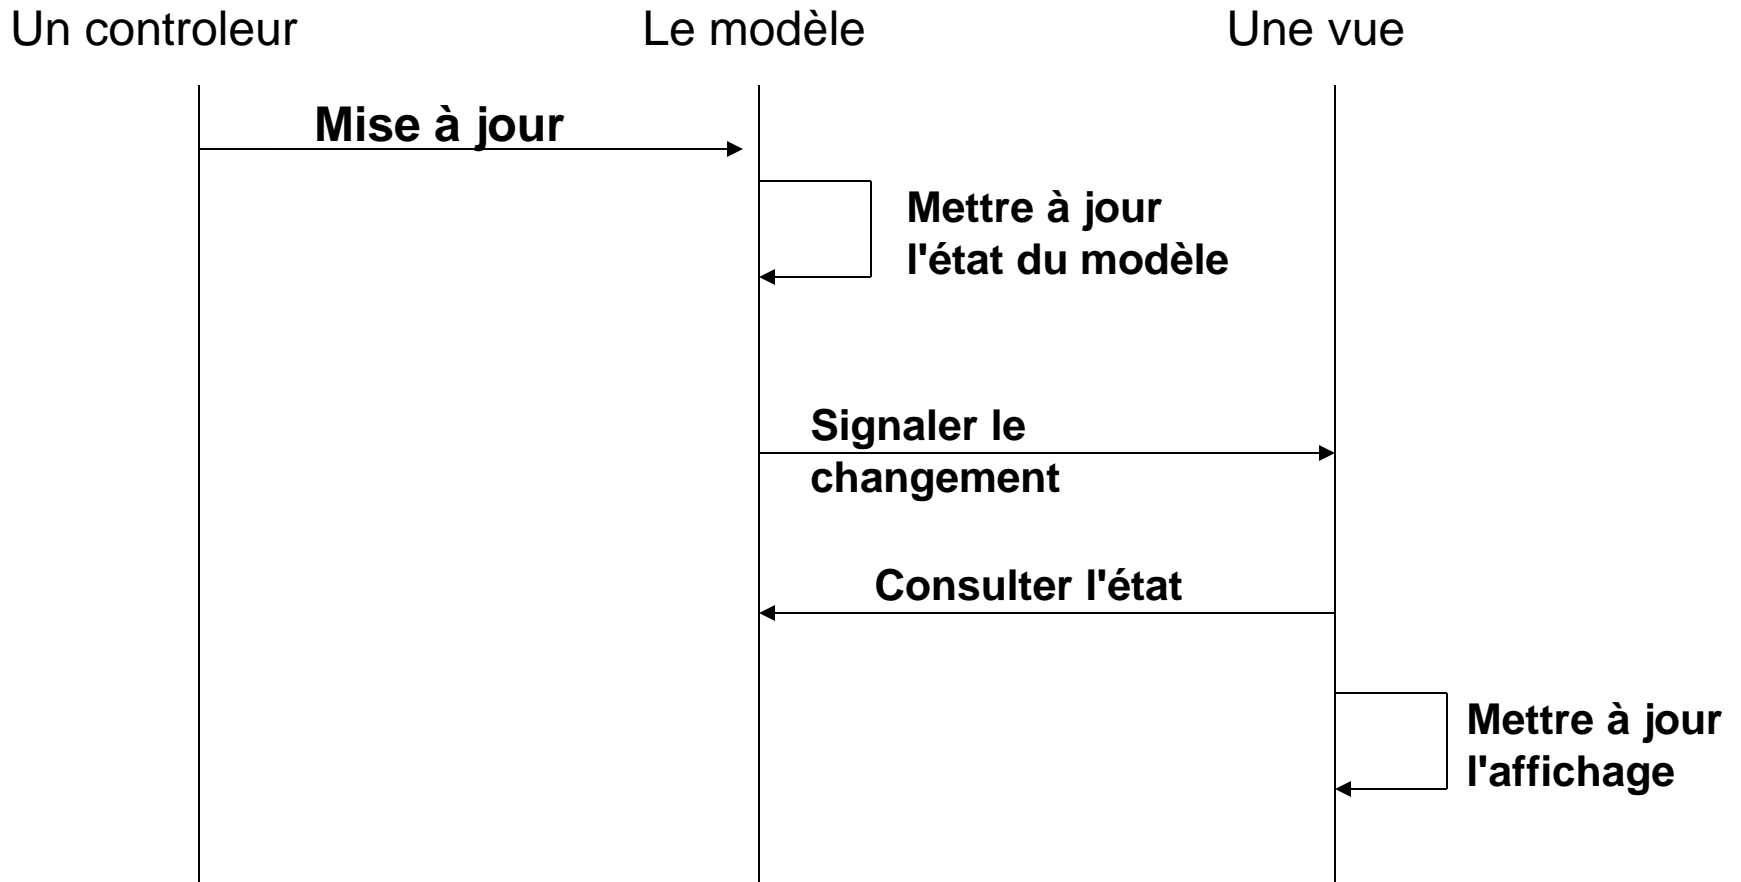 Un controleur
Le modèle
Une vue
Mise à jour
Mettre à jour
l'état du modèle
Signaler le
changement
Consulter l'état
Mettre à jour
l'affichage